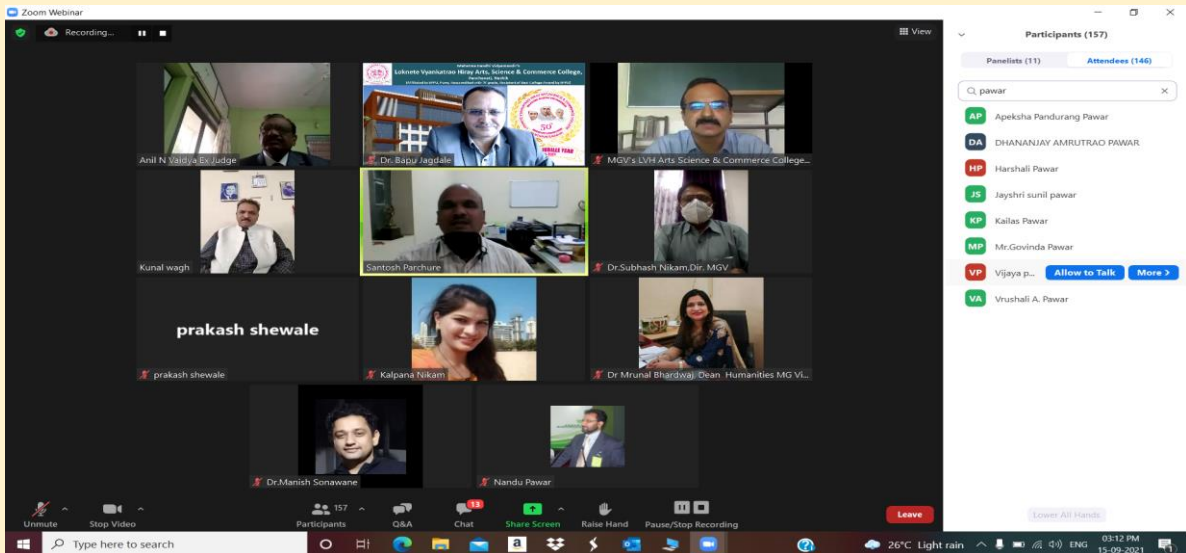 Zoom Webinar
Recording...
View
Participants (157)
Panelists (11)
Attendees (146)
pawar
AP Apeksha Pandurang Pawar
DA DHANANJAY AMRUTRAO PAWAR
HP Harshali Pawar
JS Jayshri sunil pawar
KP Kailas Pawar
MP Mr.Govinda Pawar
VP Vijaya p... Allow to Talk More >
VA Vrushali A. Pawar
Lower All Hands
Loknete Vyankatrao Hiray Arts, Science & Commerce College,
50
Anil N Vaidya Ex Judge
Dr. Bapu Jagdale
MGV's LVH Arts Science & Commerce College...
Kunal wagh
Santosh Parchure
Dr.Subhash Nikam,Dir. MGV
prakash shewale
prakash shewale
Kalpana Nikam
Dr Mrunal Bhardwaj, Dean Humanities MG Vi...
Dr.Manish Sonawane
Nandu Pawar
Unmute
Stop Video
157
Participants
Q&A
13
Chat
Share Screen
Raise Hand
Pause/Stop Recording
Leave
Type here to search
a
26°C Light rain
ENG
03:12 PM
15-09-2021